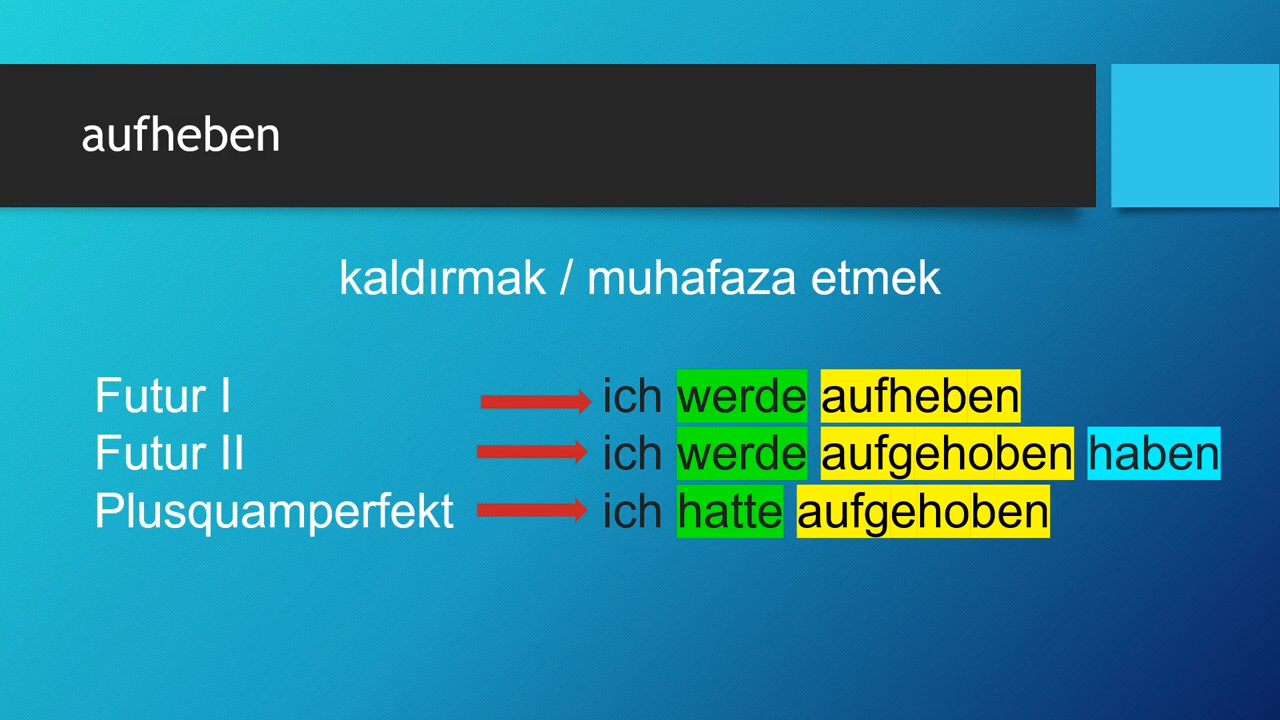 aufheben
kaldırmak / muhafaza etmek
Futur I ich werde aufheben
Futur II ich werde aufgehoben haben
Plusquamperfekt ich hatte aufgehoben